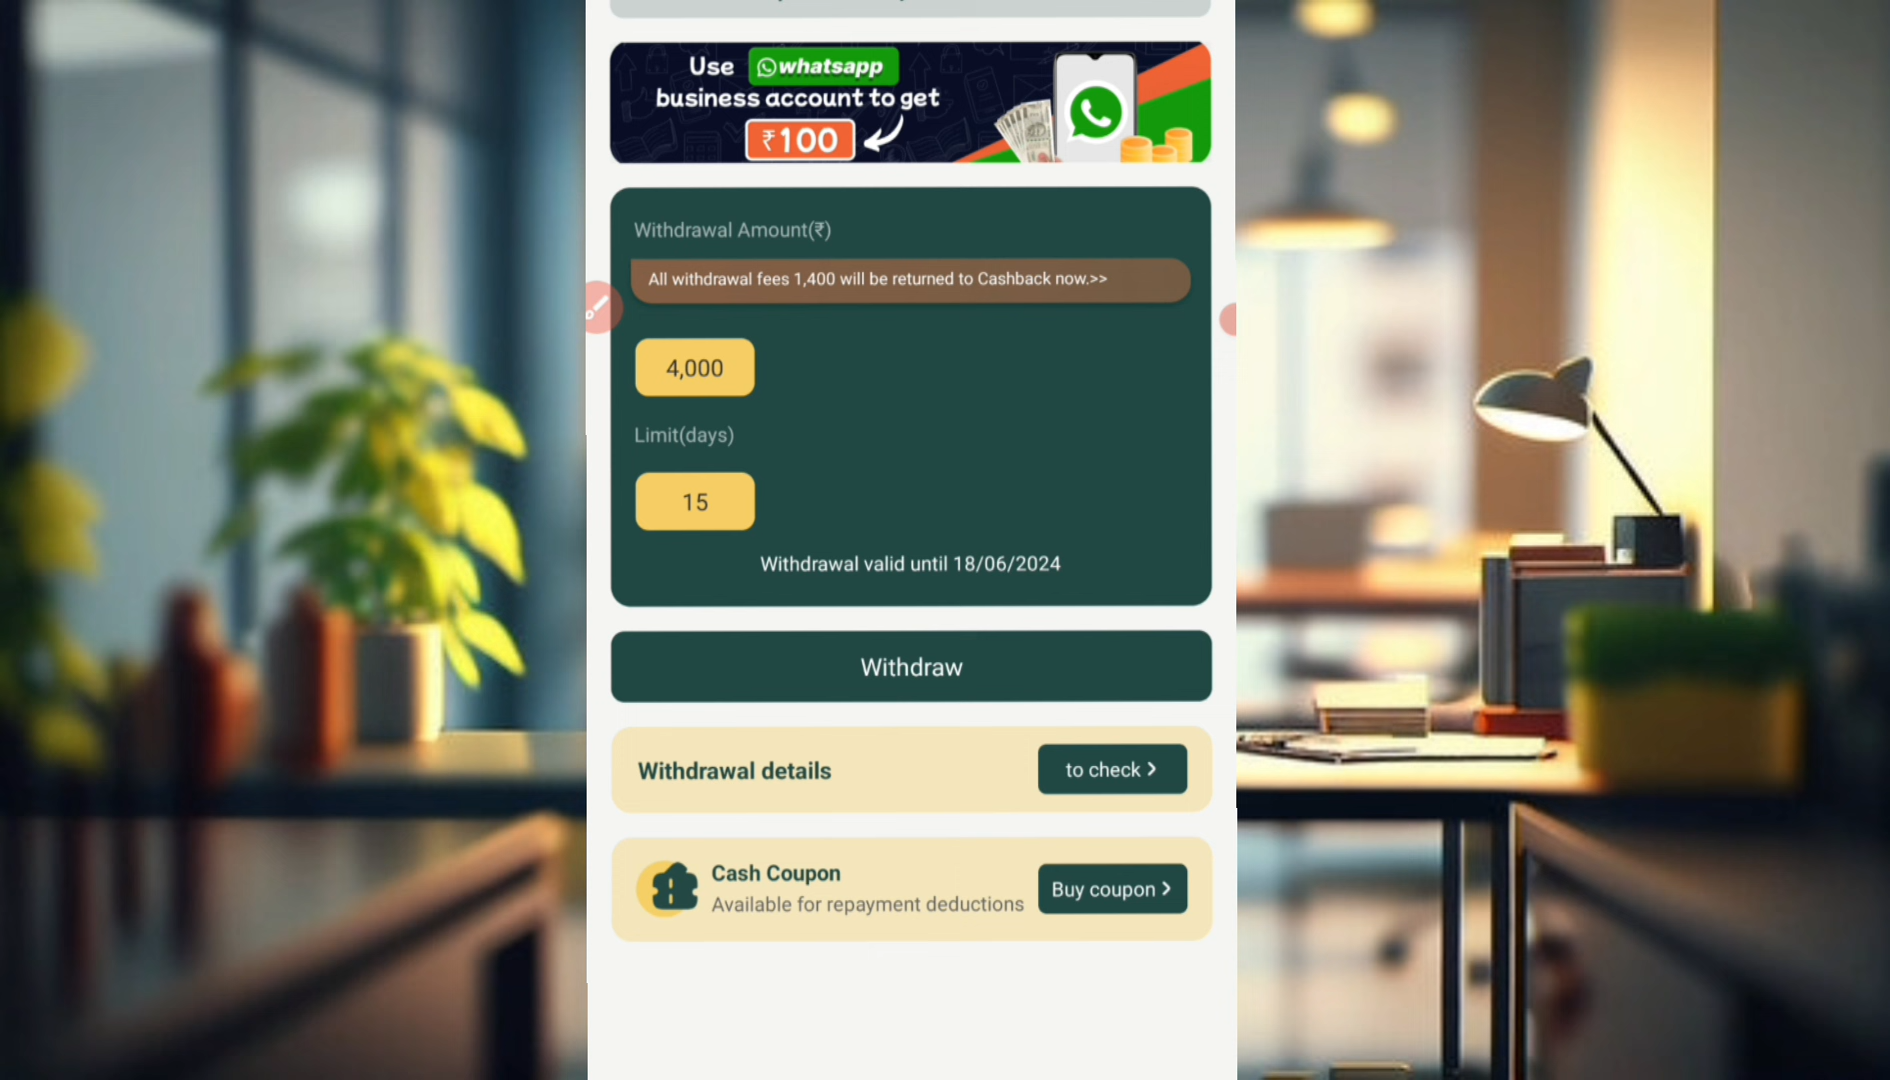 Use whatsapp
business account to get
₹100
Withdrawal Amount(₹)
All withdrawal fees 1,400 will be returned to Cashback now.>>
4,000
Limit(days)
15
Withdrawal valid until 18/06/2024
Withdraw
Withdrawal details
to check >
Cash Coupon
Available for repayment deductions
Buy coupon >